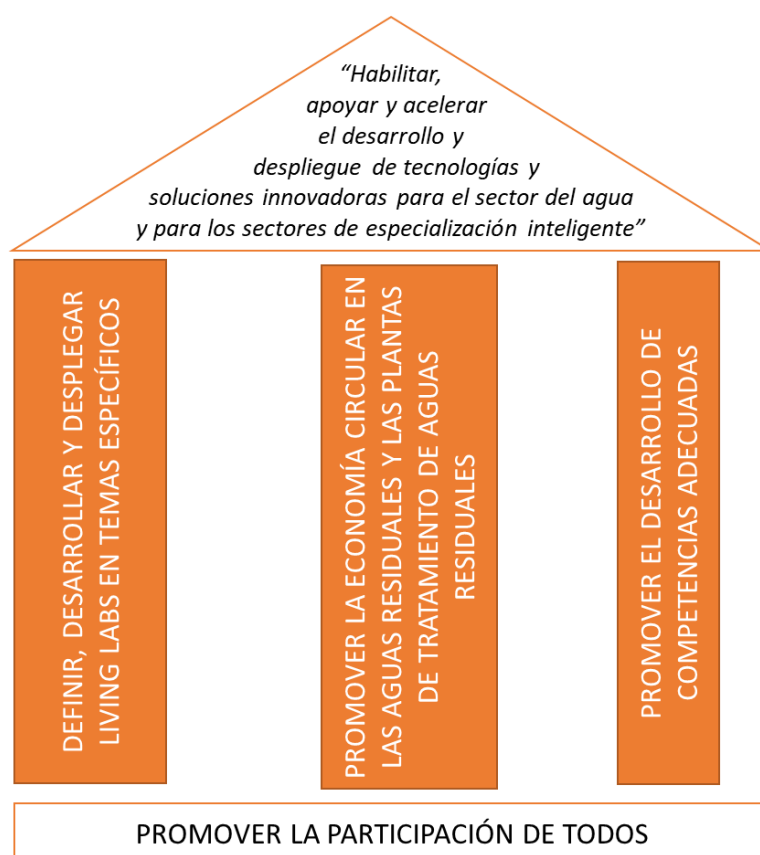 “Habilitar,
apoyar y acelerar
el desarrollo y
despliegue de tecnologías y
soluciones innovadoras para el sector del agua
y para los sectores de especialización inteligente”
DEFINIR, DESARROLLAR Y DESPLEGAR
LIVING LABS EN TEMAS ESPECÍFICOS
PROMOVER LA ECONOMÍA CIRCULAR EN
LAS AGUAS RESIDUALES Y LAS PLANTAS
DE TRATAMIENTO DE AGUAS
RESIDUALES
PROMOVER EL DESARROLLO DE
COMPETENCIAS ADECUADAS
PROMOVER LA PARTICIPACIÓN DE TODOS